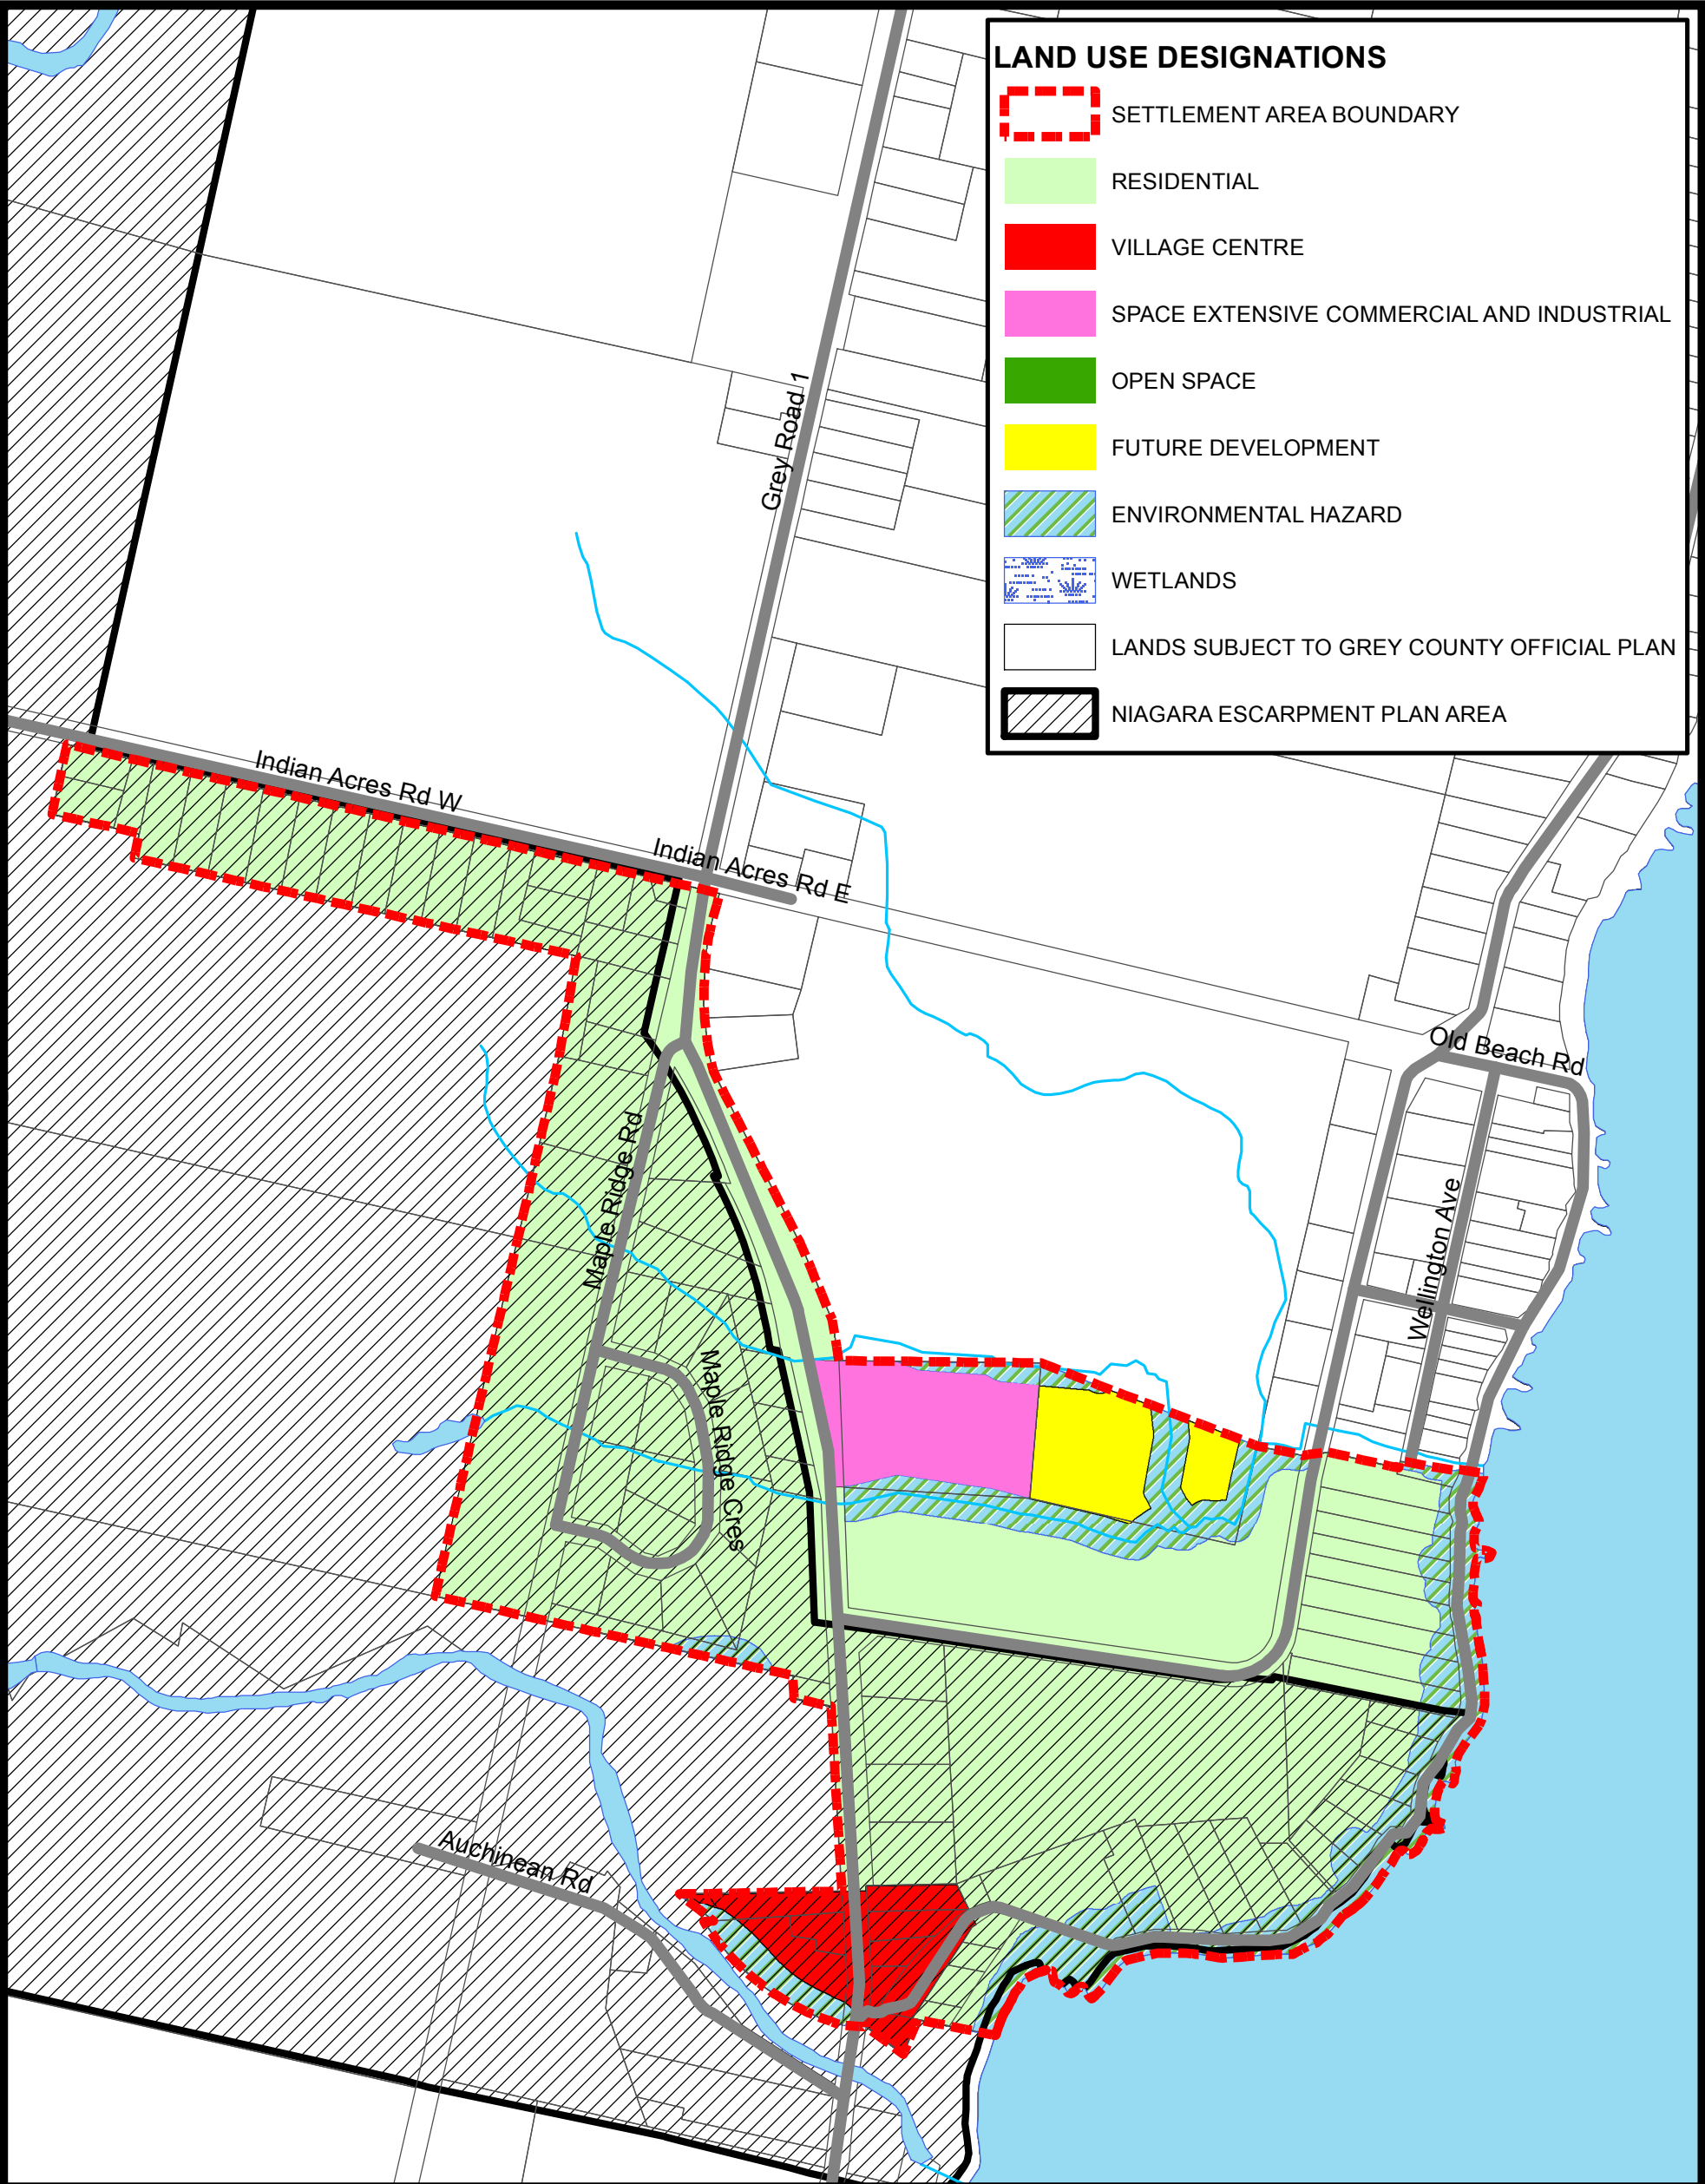 LAND USE DESIGNATIONS
SETTLEMENT AREA BOUNDARY
RESIDENTIAL
VILLAGE CENTRE
SPACE EXTENSIVE COMMERCIAL AND INDUSTRIAL
OPEN SPACE
FUTURE DEVELOPMENT
ENVIRONMENTAL HAZARD
WETLANDS
LANDS SUBJECT TO GREY COUNTY OFFICIAL PLAN
NIAGARA ESCARPMENT PLAN AREA
Grey Road 1
Indian Acres Rd W
Indian Acres Rd E
Old Beach Rd
Maple Ridge Rd
Wellington Ave
Maple Ridge Cres
Auchinean Rd